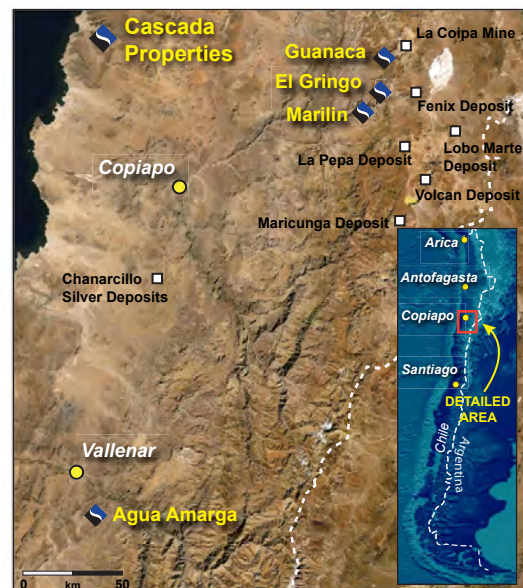 Cascada
Properties
La Coipa Mine
Guanaca
El Gringo
Fenix Deposit
Marilin
La Pepa Deposit
Lobo Marte
Deposit
Copiapo
Volcan Deposit
Maricunga Deposit
Chanarcillo
Silver Deposits
Arica
Antofagasta
Copiapo
Santiago
DETAILED
AREA
Chile
Argentina
Vallenar
Agua Amarga
0 50
km